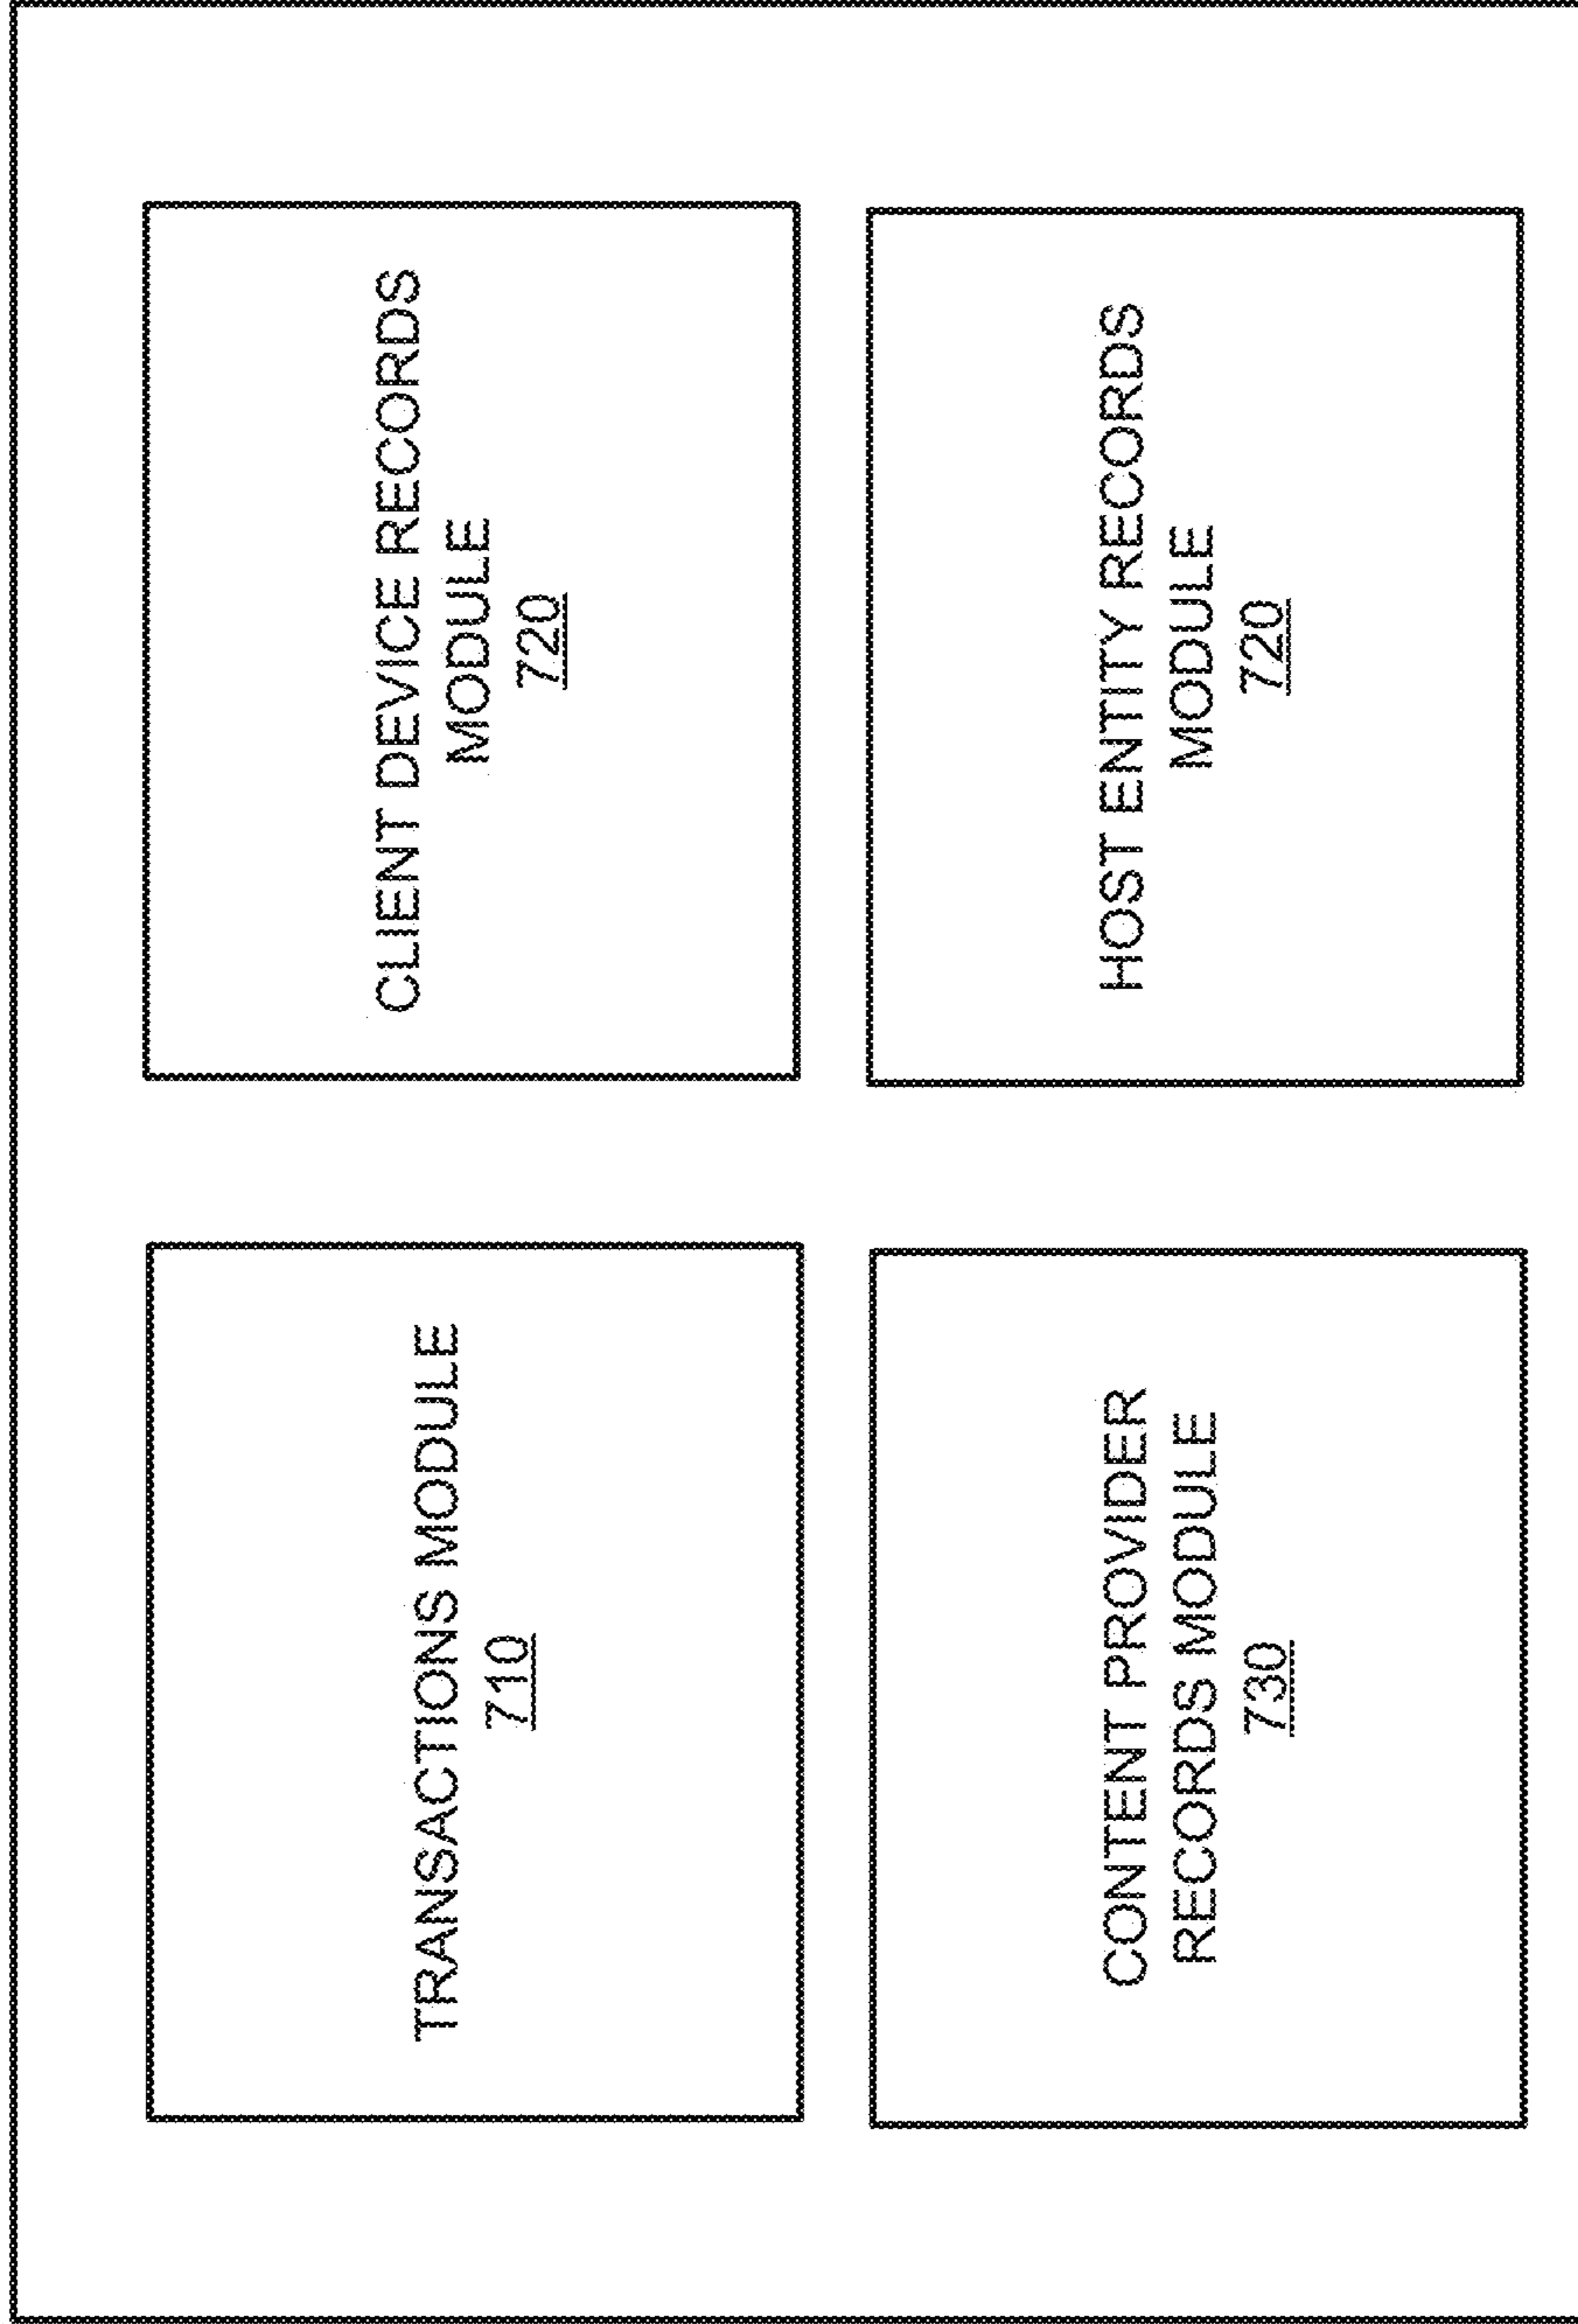 TRANSACTIONS MODULE
710
CLIENT DEVICE RECORDS
MODULE
720
CONTENT PROVIDER
RECORDS MODULE
730
HOST ENTITY RECORDS
MODULE
720